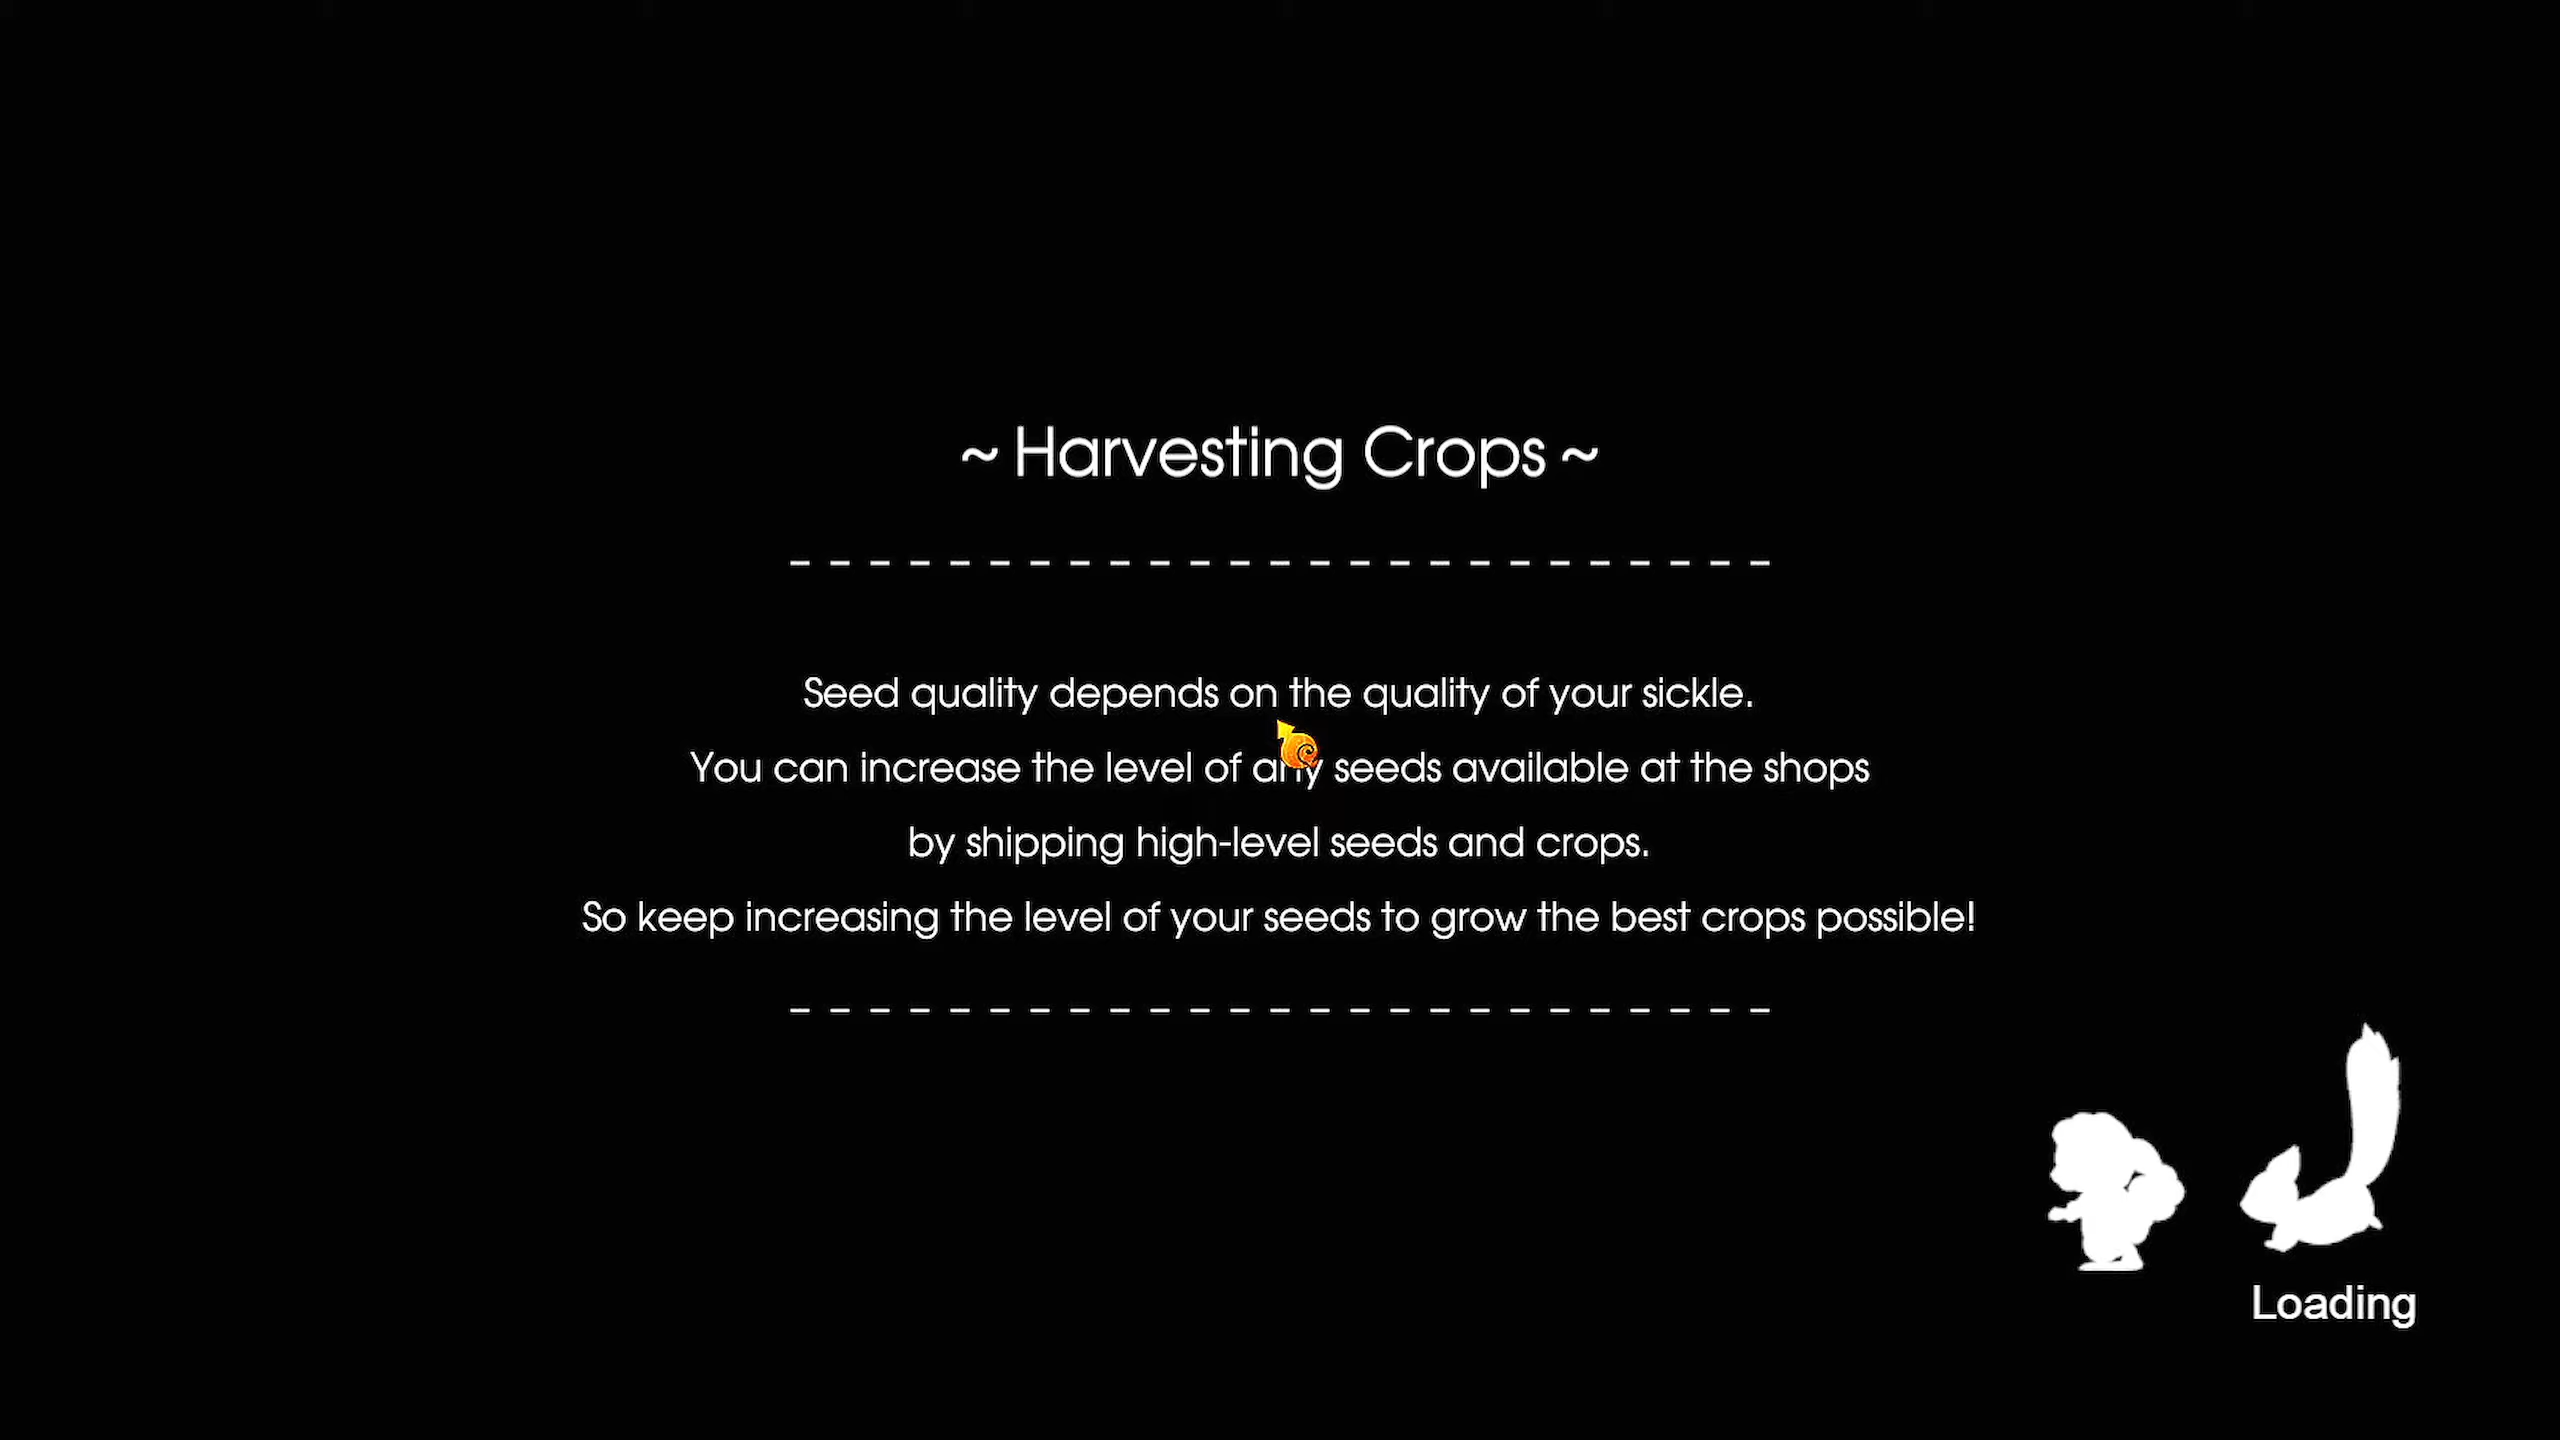 ~ Harvesting Crops ~
Seed quality depends on the quality of your sickle.
You can increase the level of any seeds available at the shops
by shipping high-level seeds and crops.
So keep increasing the level of your seeds to grow the best crops possible!
Loading